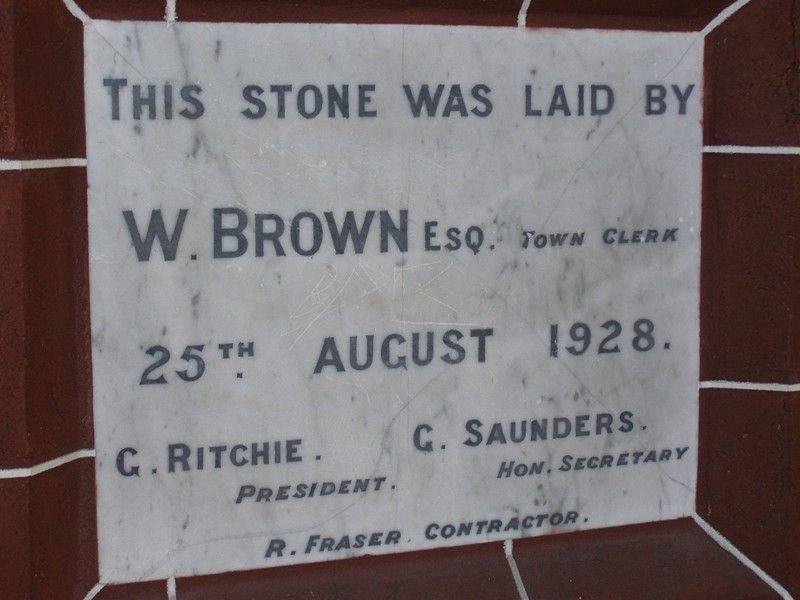 THIS STONE WAS LAID BY
W. BROWN ESQ. TOWN CLERK
25TH. AUGUST 1928.
G. RITCHIE. G. SAUNDERS.
PRESIDENT. HON. SECRETARY
R. FRASER. CONTRACTOR.